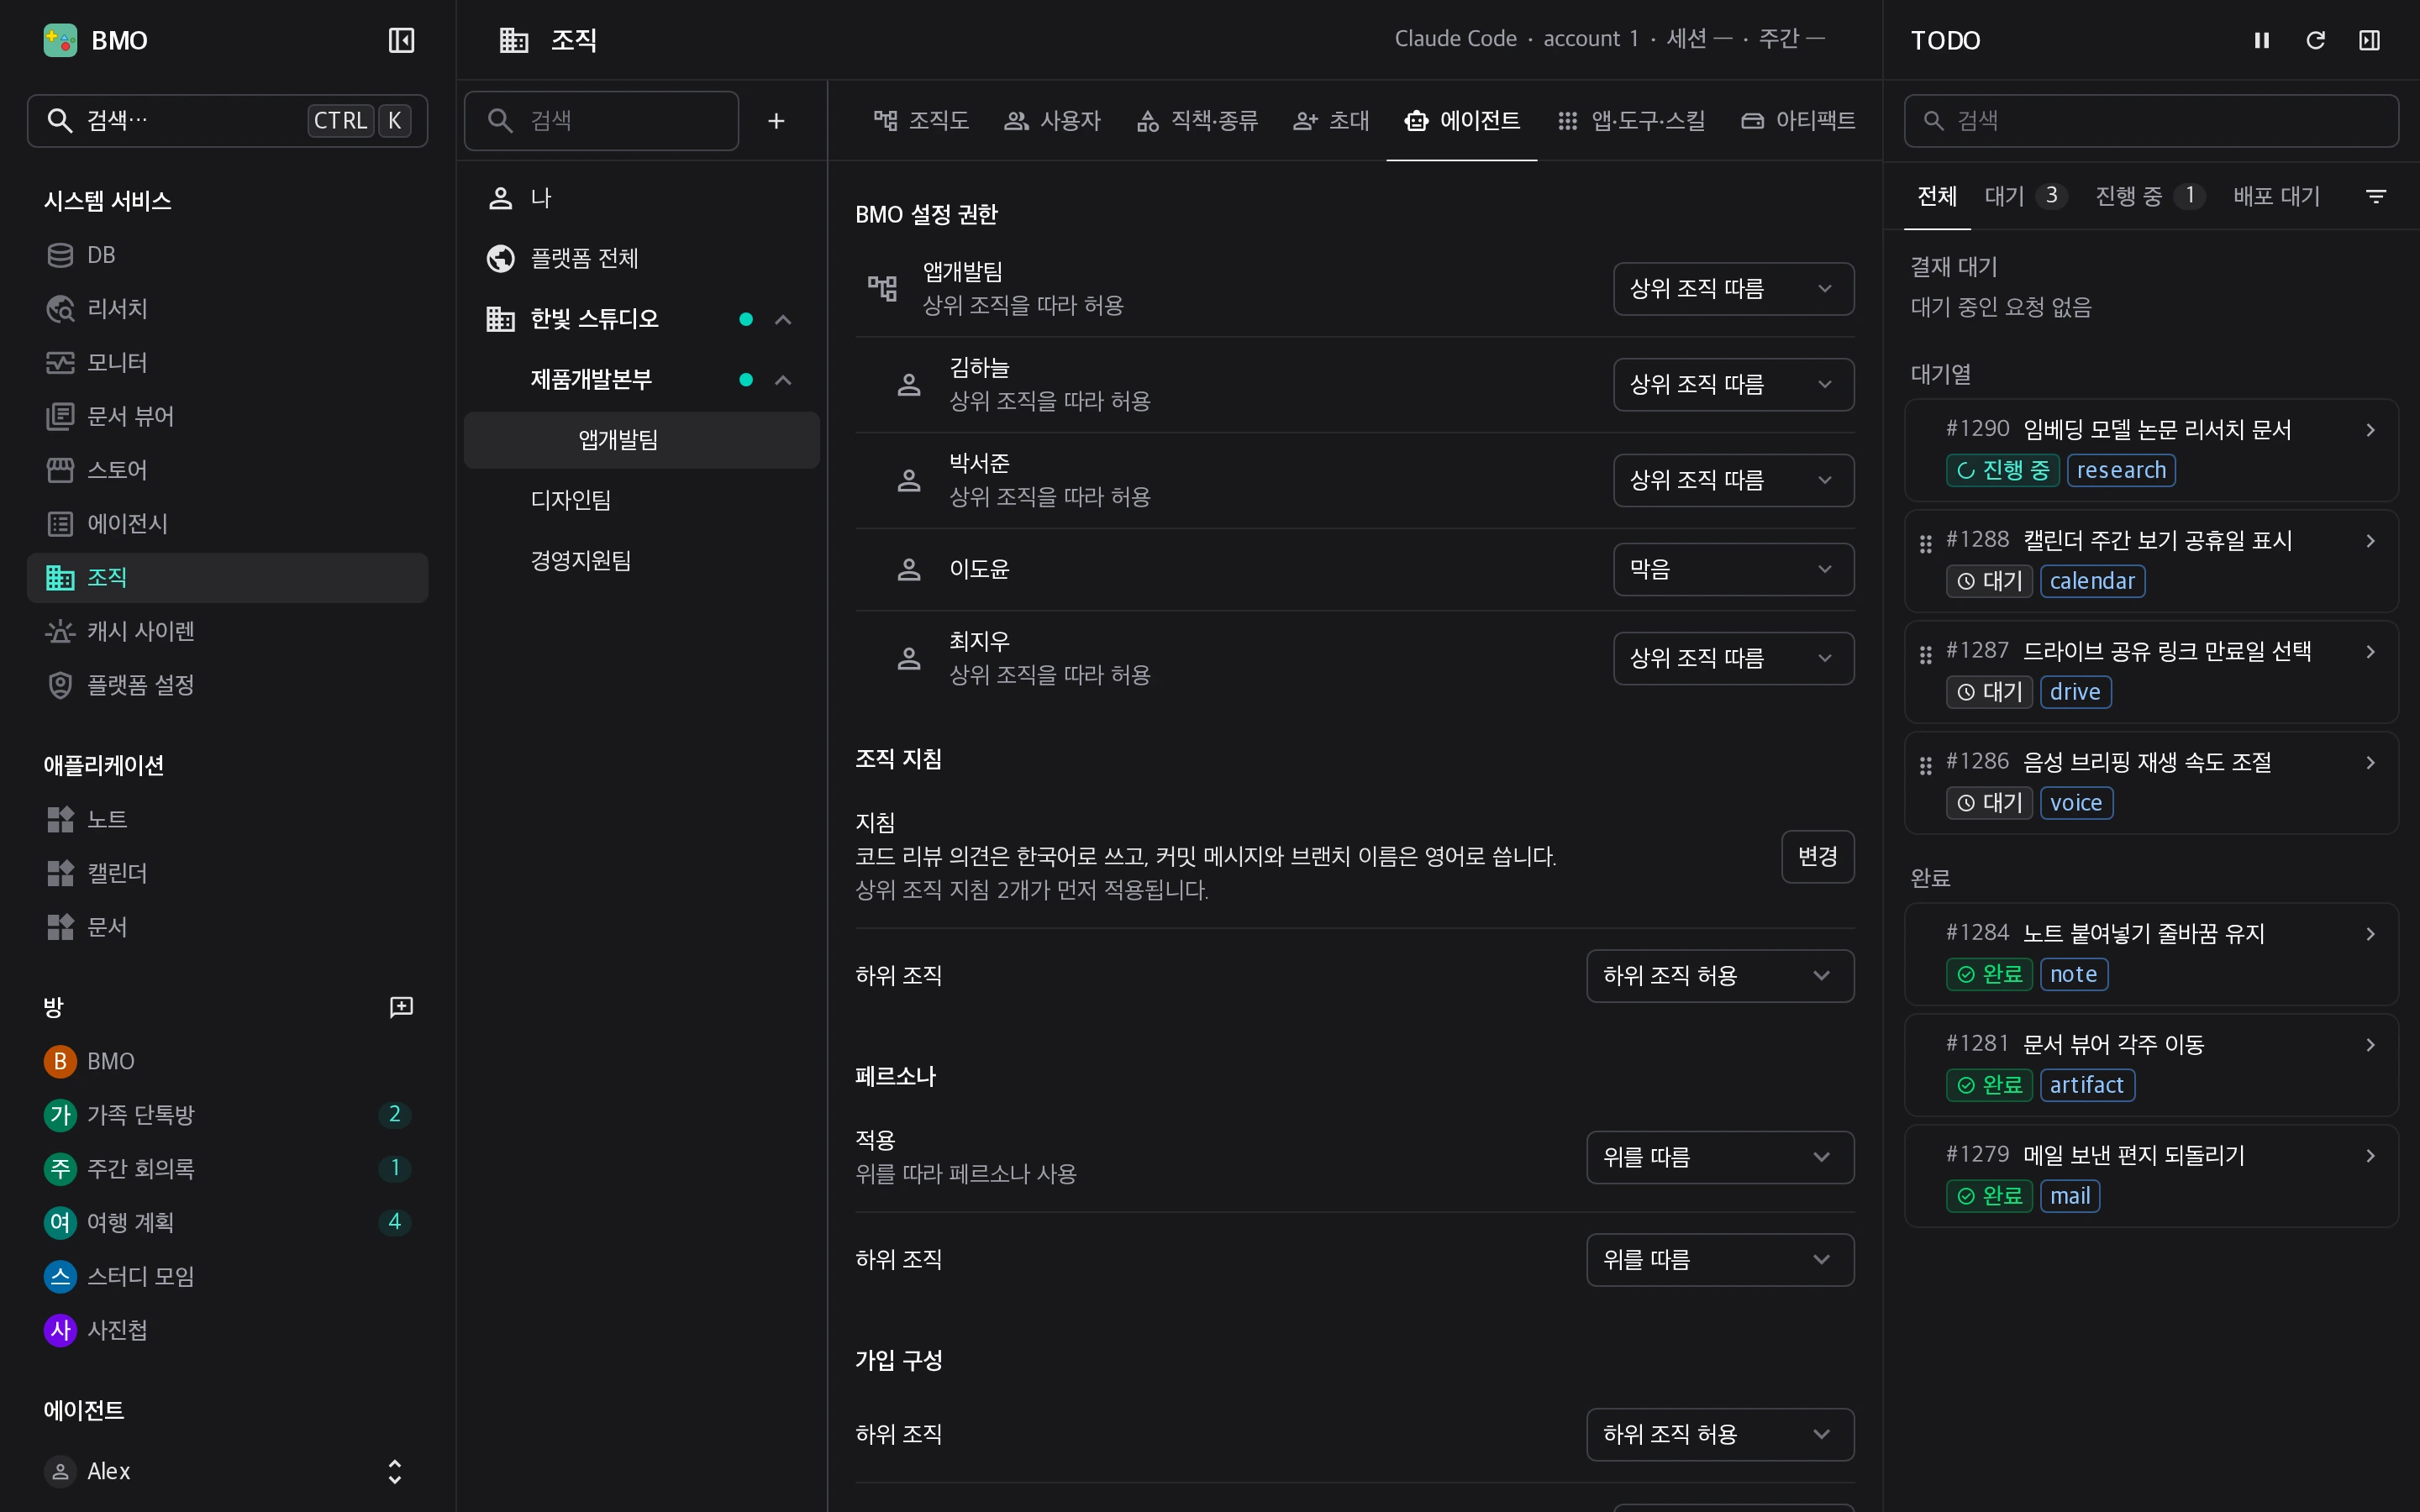 BMO
검색…
CTRL K
시스템 서비스
DB
리서치
모니터
문서 뷰어
스토어
에이전시
조직
캐시 사이렌
플랫폼 설정
애플리케이션
노트
캘린더
문서
방
B BMO
가 가족 단톡방 2
주 주간 회의록 1
여 여행 계획 4
스 스터디 모임
사 사진첩
에이전트
Alex
조직
Claude Code · account 1 · 세션 — · 주간 —
검색
나
플랫폼 전체
한빛 스튜디오
제품개발본부
앱개발팀
디자인팀
경영지원팀
조직도
사용자
직책·종류
초대
에이전트
앱·도구·스킬
아티팩트
BMO 설정 권한
앱개발팀
상위 조직을 따라 허용
상위 조직 따름
김하늘
상위 조직을 따라 허용
상위 조직 따름
박서준
상위 조직을 따라 허용
상위 조직 따름
이도윤
막음
최지우
상위 조직을 따라 허용
상위 조직 따름
조직 지침
지침
코드 리뷰 의견은 한국어로 쓰고, 커밋 메시지와 브랜치 이름은 영어로 씁니다.
상위 조직 지침 2개가 먼저 적용됩니다.
변경
하위 조직
하위 조직 허용
페르소나
적용
위를 따라 페르소나 사용
위를 따름
하위 조직
위를 따름
가입 구성
하위 조직
하위 조직 허용
TODO
검색
전체
대기 3
진행 중 1
배포 대기
결재 대기
대기 중인 요청 없음
대기열
#1290 임베딩 모델 논문 리서치 문서
진행 중 research
#1288 캘린더 주간 보기 공휴일 표시
대기 calendar
#1287 드라이브 공유 링크 만료일 선택
대기 drive
#1286 음성 브리핑 재생 속도 조절
대기 voice
완료
#1284 노트 붙여넣기 줄바꿈 유지
완료 note
#1281 문서 뷰어 각주 이동
완료 artifact
#1279 메일 보낸 편지 되돌리기
완료 mail